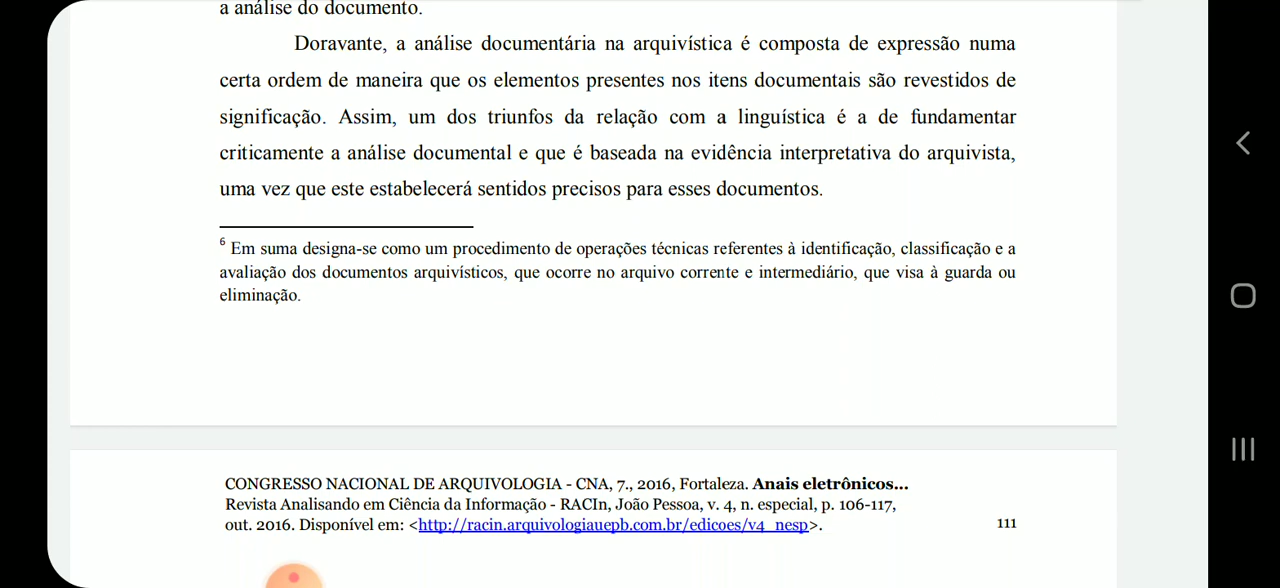 a análise do documento.
Doravante, a análise documentária na arquivística é composta de expressão numa
certa ordem de maneira que os elementos presentes nos itens documentais são revestidos de
significação. Assim, um dos triunfos da relação com a linguística é a de fundamentar
criticamente a análise documental e que é baseada na evidência interpretativa do arquivista,
uma vez que este estabelecerá sentidos precisos para esses documentos.
6 Em suma designa-se como um procedimento de operações técnicas referentes à identificação, classificação e a
avaliação dos documentos arquivísticos, que ocorre no arquivo corrente e intermediário, que visa à guarda ou
eliminação.
CONGRESSO NACIONAL DE ARQUIVOLOGIA - CNA, 7., 2016, Fortaleza. Anais eletrônicos...
Revista Analisando em Ciência da Informação - RACIn, João Pessoa, v. 4, n. especial, p. 106-117,
out. 2016. Disponível em: <http://racin.arquivologiauepb.com.br/edicoes/v4_nesp>. 111